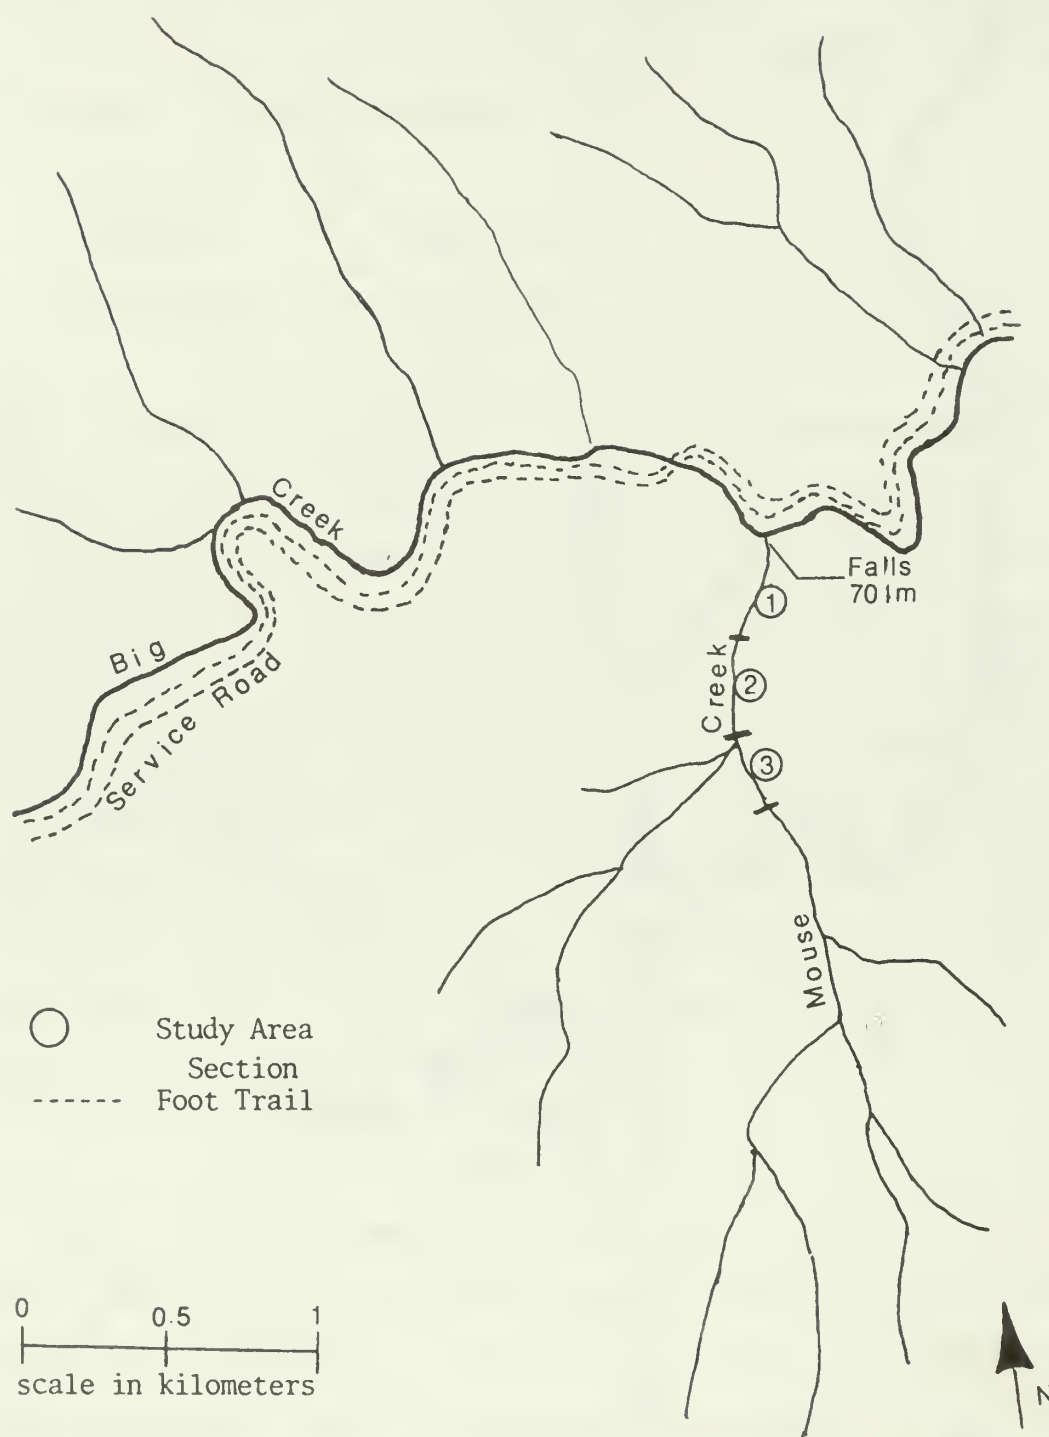 Creek
Big
Service Road
Falls
701m
1
Creek
2
3
Mouse
Study Area
Section
Foot Trail
0 0.5 1
scale in kilometers
N